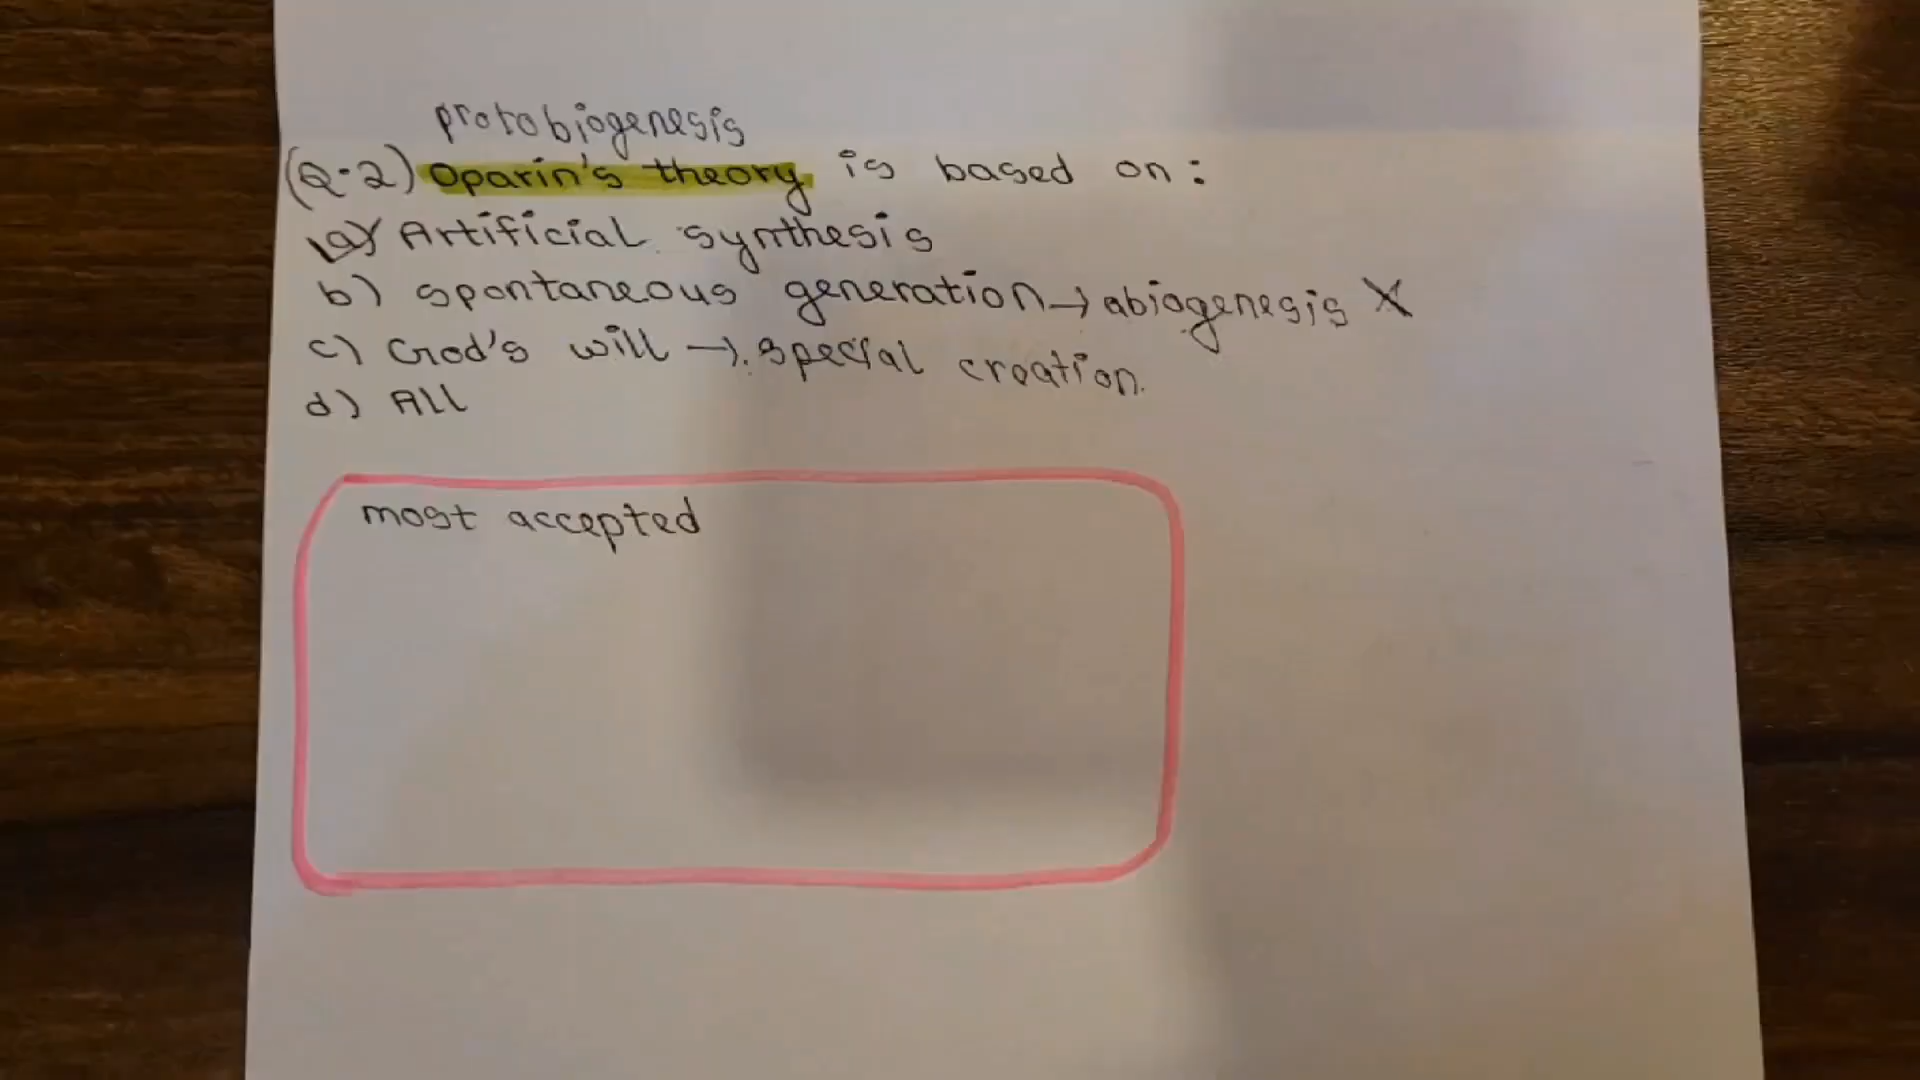 protobiogenesis
(Q-2) Oparin's theory is based on:
a) Artificial synthesis
b) spontaneous generation → abiogenesis X
c) God's will → special creation.
d) All
most accepted